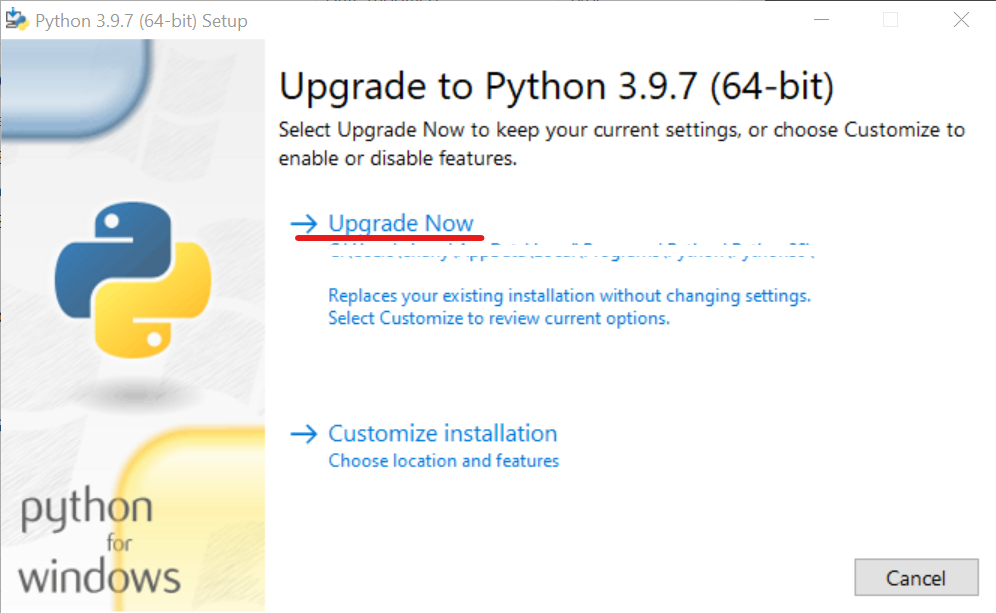 Python 3.9.7 (64-bit) Setup
Upgrade to Python 3.9.7 (64-bit)
Select Upgrade Now to keep your current settings, or choose Customize to
enable or disable features.
Upgrade Now
Replaces your existing installation without changing settings.
Select Customize to review current options.
Customize installation
Choose location and features
python
for
windows
Cancel